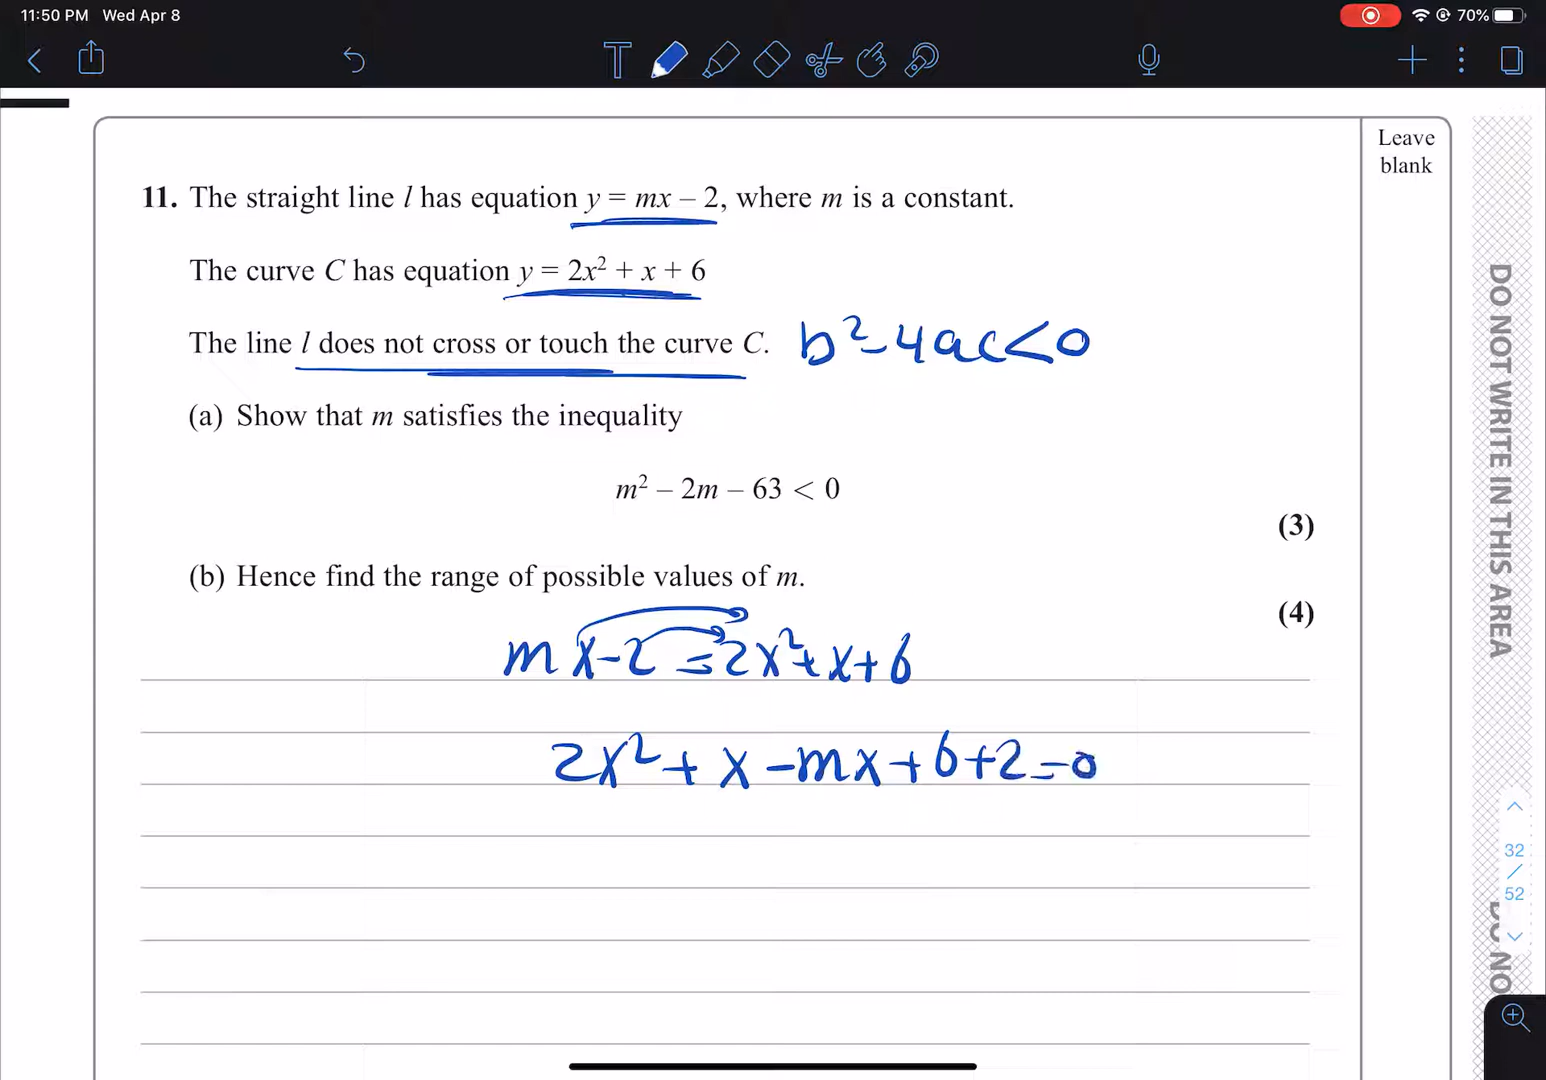 11:50 PM Wed Apr 8
70%
T
Leave
blank
11. The straight line l has equation y = mx – 2, where m is a constant.
The curve C has equation y = 2x² + x + 6
The line l does not cross or touch the curve C. b² – 4ac < 0
(a) Show that m satisfies the inequality
m² – 2m – 63 < 0
(3)
(b) Hence find the range of possible values of m.
(4)
mx – 2 = 2x² + x + 6
2x² + x – mx + 6 + 2 = 0
DO NOT WRITE IN THIS AREA
32
/
52
DO NO